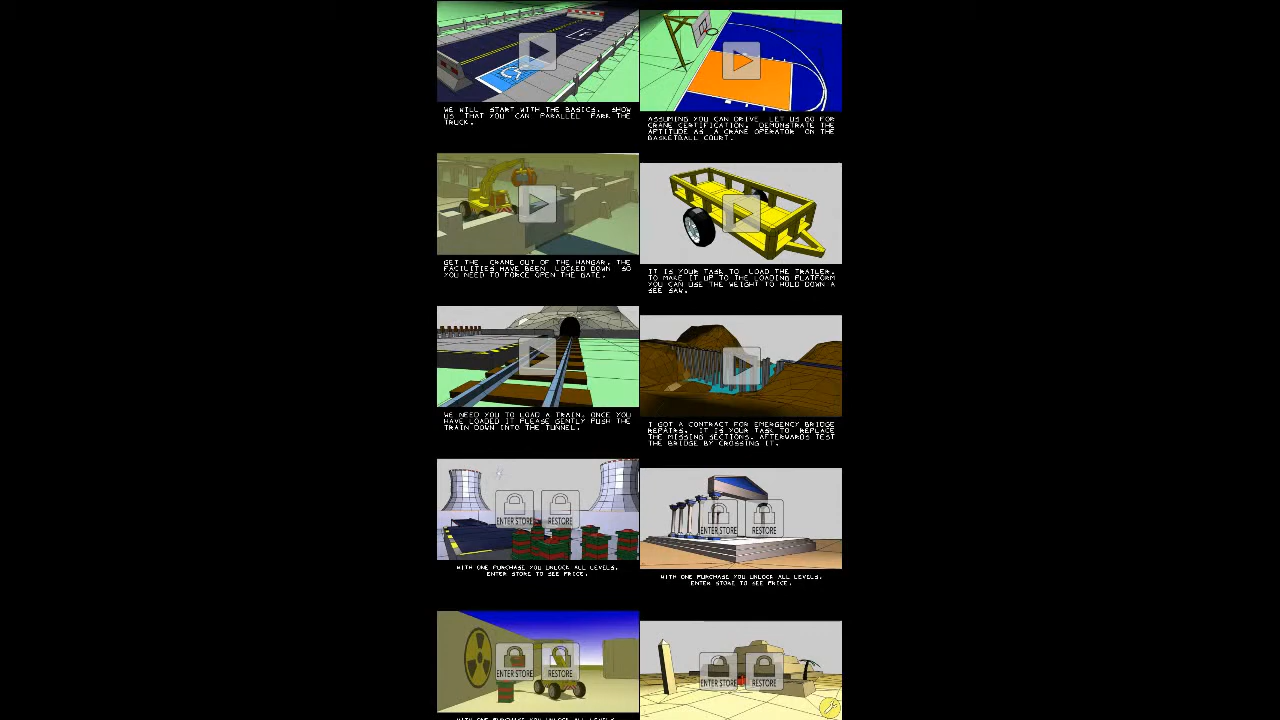 WE WILL START WITH THE BASICS. SHOW
US THAT YOU CAN PARALLEL PARK THE
TRUCK.
ASSUMING YOU CAN DRIVE LET US GO FOR
CRANE CERTIFICATION. DEMONSTRATE THE
APTITUDE AS A CRANE OPERATOR ON THE
BASKETBALL COURT.
GET THE CRANE OUT OF THE HANGAR. THE
FACILITIES HAVE BEEN LOCKED DOWN SO
YOU NEED TO FORCE OPEN THE GATE.
IT IS YOUR TASK TO LOAD THE TRAILER.
TO MAKE IT UP TO THE LOADING PLATFORM
YOU CAN USE THE WEIGHT TO HOLD DOWN A
SEE SAW.
WE NEED YOU TO LOAD A TRAIN. ONCE YOU
HAVE LOADED IT PLEASE GENTLY PUSH THE
TRAIN DOWN INTO THE TUNNEL.
I GOT A CONTRACT FOR EMERGENCY BRIDGE
REPAIRS. IT IS YOUR TASK TO REPLACE
THE MISSING SECTIONS. AFTERWARDS TEST
THE BRIDGE BY CROSSING IT.
ENTER STORE RESTORE
WITH ONE PURCHASE YOU UNLOCK ALL LEVELS.
ENTER STORE TO SEE PRICE.
ENTER STORE RESTORE
WITH ONE PURCHASE YOU UNLOCK ALL LEVELS.
ENTER STORE TO SEE PRICE.
ENTER STORE RESTORE
WITH ONE PURCHASE YOU UNLOCK ALL LEVELS.
ENTER STORE RESTORE